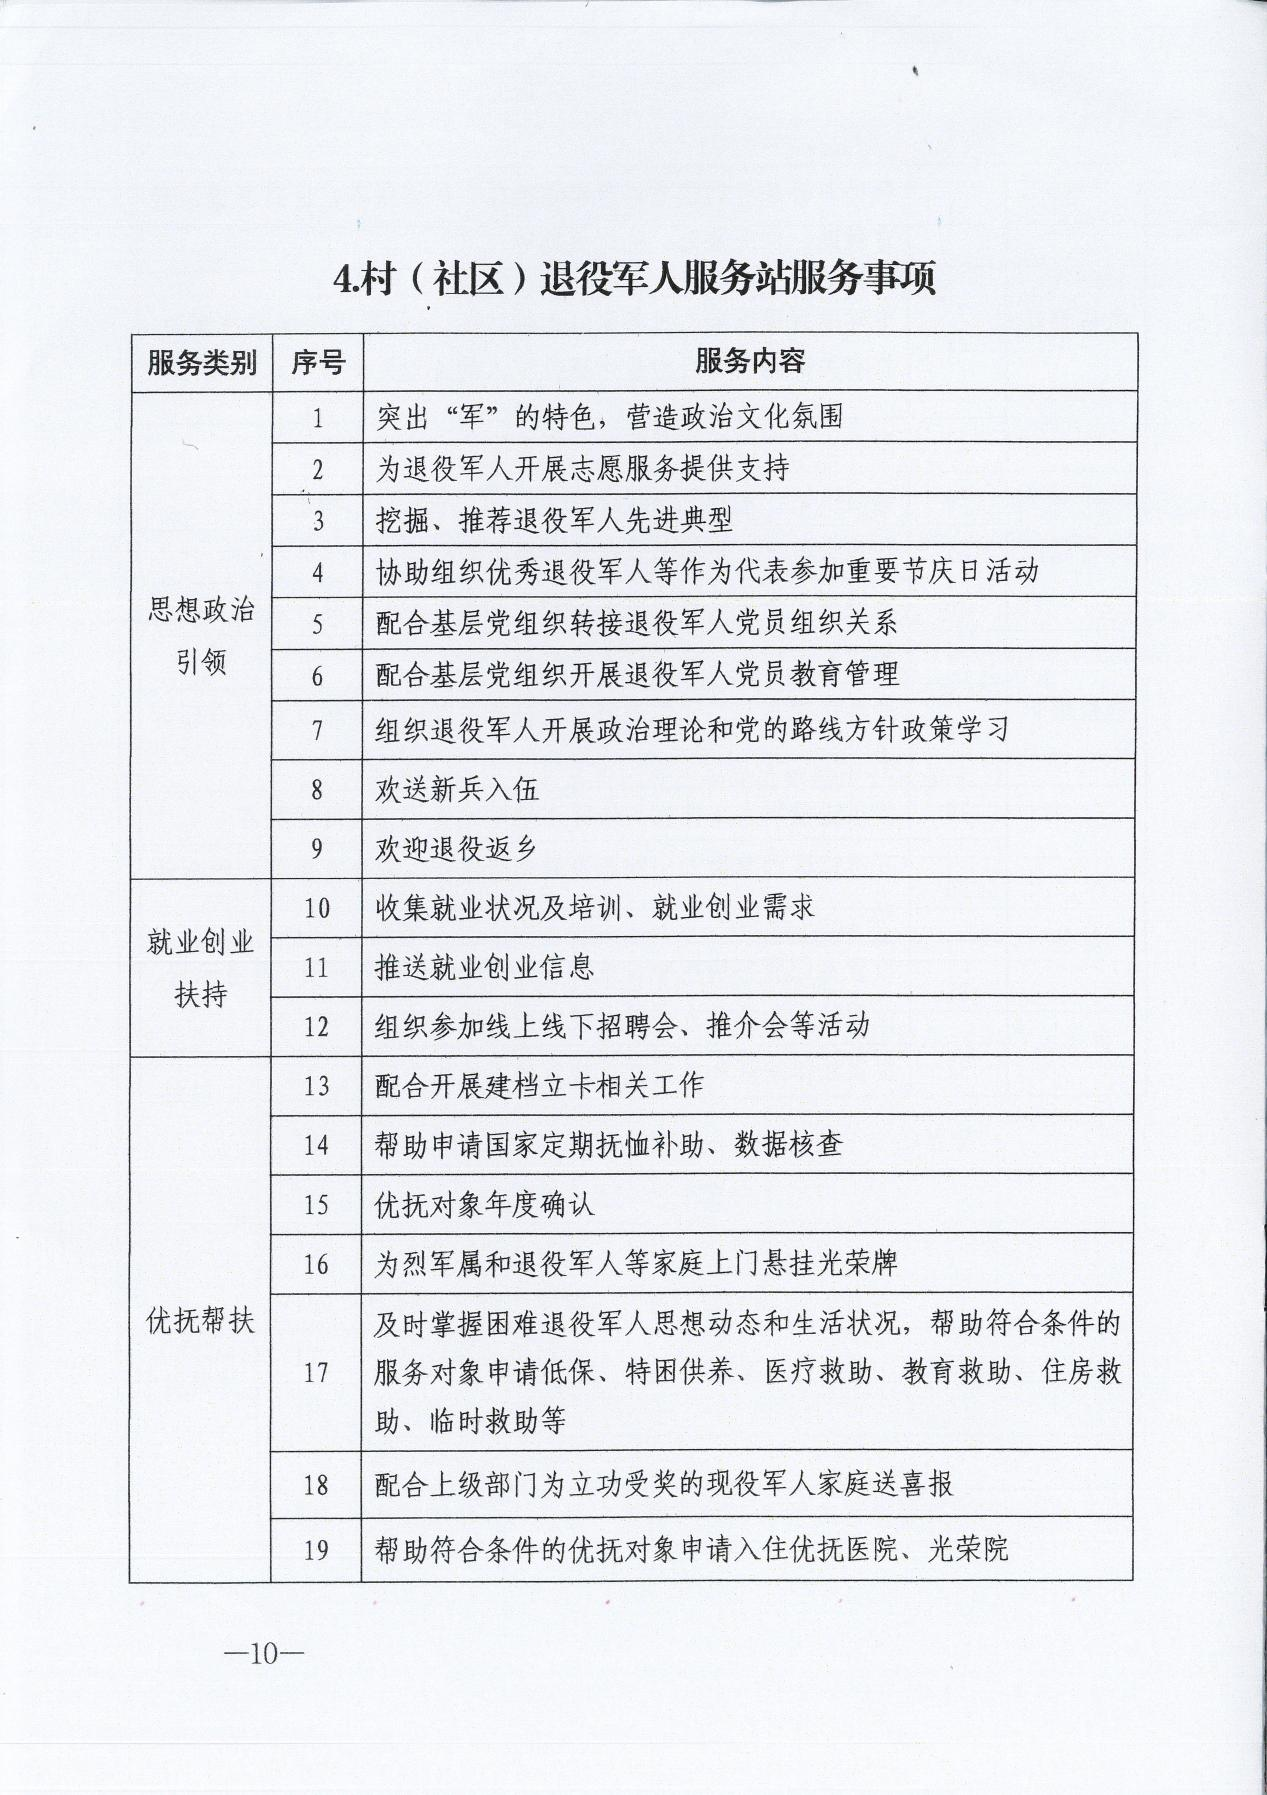 4.村（社区）退役军人服务站服务事项
服务类别 序号 服务内容
思想政治
引领
1 突出“军”的特色，营造政治文化氛围
2 为退役军人开展志愿服务提供支持
3 挖掘、推荐退役军人先进典型
4 协助组织优秀退役军人等作为代表参加重要节庆日活动
5 配合基层党组织转接退役军人党员组织关系
6 配合基层党组织开展退役军人党员教育管理
7 组织退役军人开展政治理论和党的路线方针政策学习
8 欢送新兵入伍
9 欢迎退役返乡
就业创业
扶持
10 收集就业状况及培训、就业创业需求
11 推送就业创业信息
12 组织参加线上线下招聘会、推介会等活动
优抚帮扶
13 配合开展建档立卡相关工作
14 帮助申请国家定期抚恤补助、数据核查
15 优抚对象年度确认
16 为烈军属和退役军人等家庭上门悬挂光荣牌
17 及时掌握困难退役军人思想动态和生活状况，帮助符合条件的
服务对象申请低保、特困供养、医疗救助、教育救助、住房救
助、临时救助等
18 配合上级部门为立功受奖的现役军人家庭送喜报
19 帮助符合条件的优抚对象申请入住优抚医院、光荣院
—10—